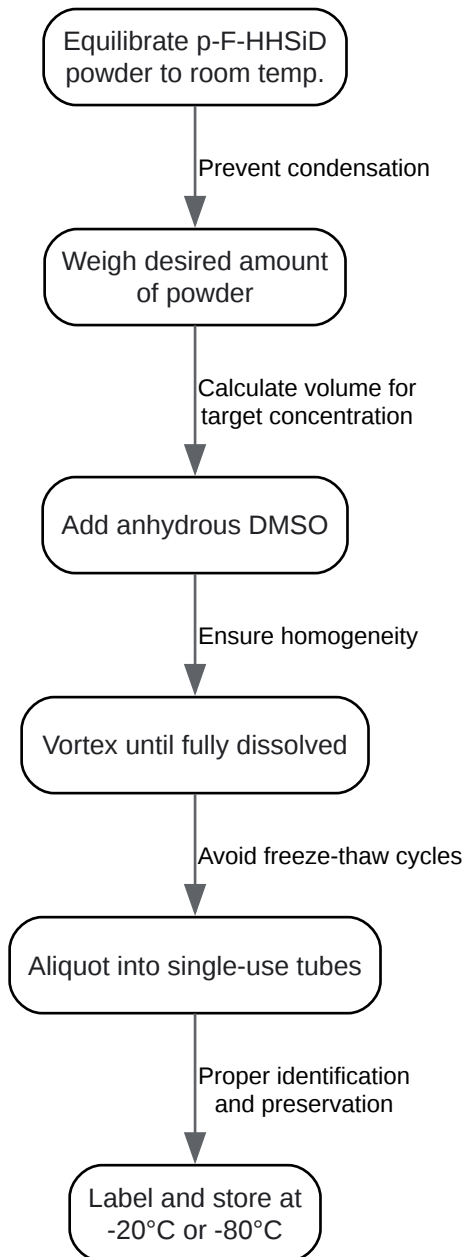 Equilibrate p-F-HHSiD
powder to room temp.
Prevent condensation
Weigh desired amount
of powder
Calculate volume for
target concentration
Add anhydrous DMSO
Ensure homogeneity
Vortex until fully dissolved
Avoid freeze-thaw cycles
Aliquot into single-use tubes
Proper identification
and preservation
Label and store at
-20°C or -80°C